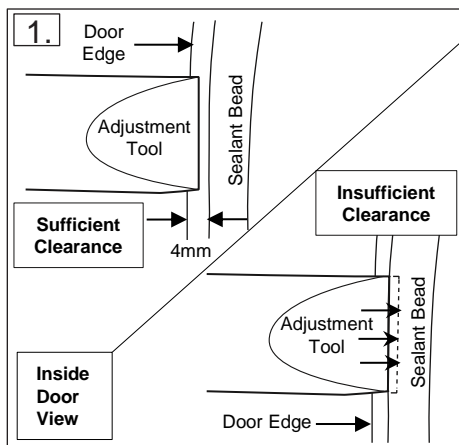 1.
Door
Edge
Adjustment
Tool
Sealant Bead
Sufficient
Clearance
4mm
Insufficient
Clearance
Adjustment
Tool
Sealant Bead
Inside
Door
View
Door Edge